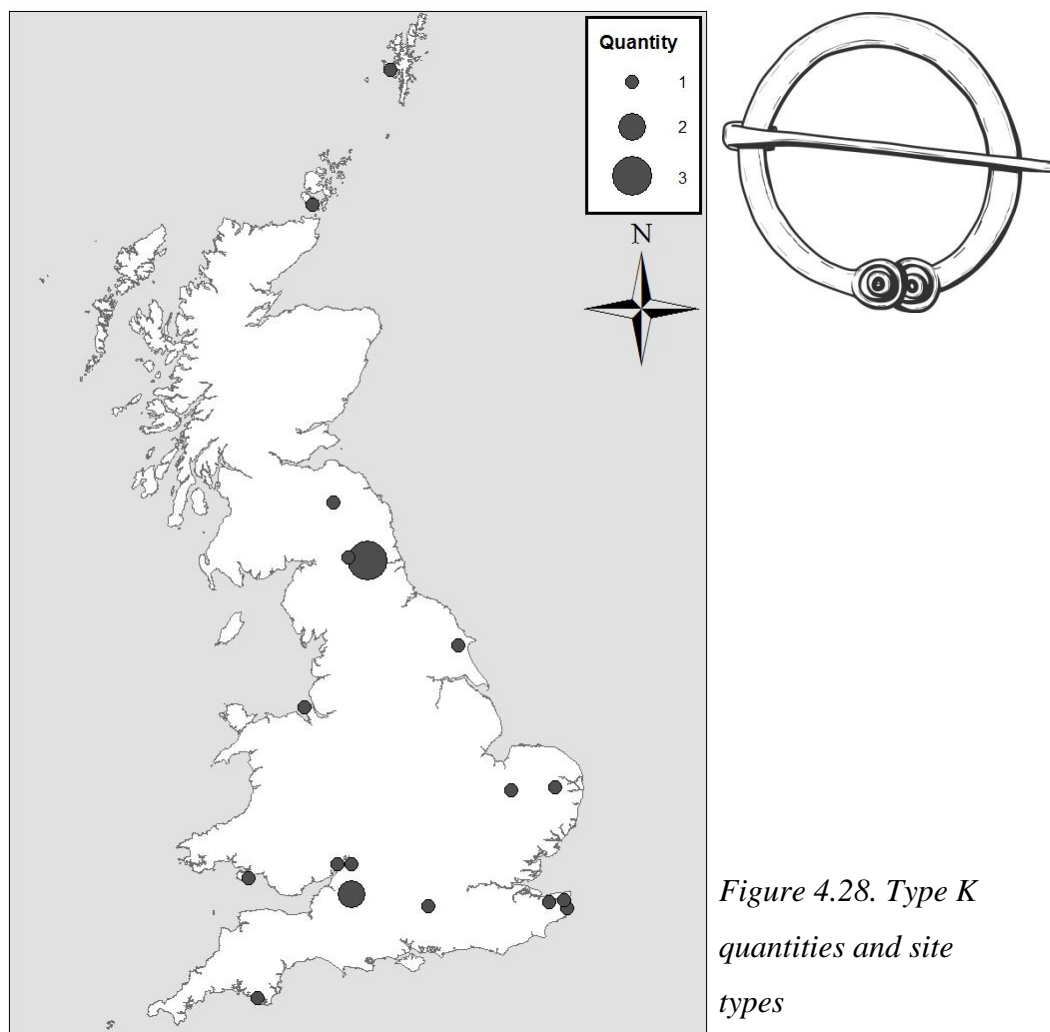 Quantity
1
2
3
N
Figure 4.28. Type K
quantities and site
types